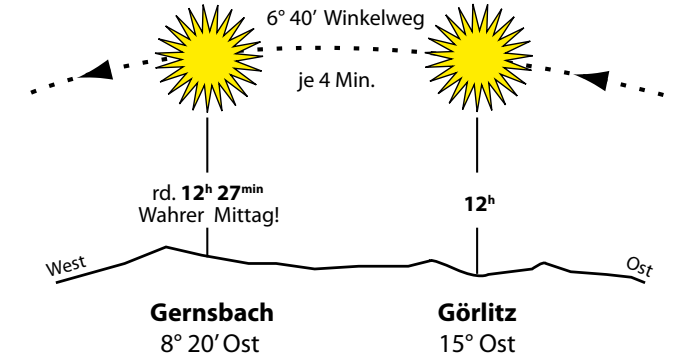 6° 40′ Winkelweg
je 4 Min.
rd. 12ʰ 27ᵐⁱⁿ
Wahrer Mittag!
12ʰ
West
Ost
Gernsbach
8° 20′ Ost
Görlitz
15° Ost